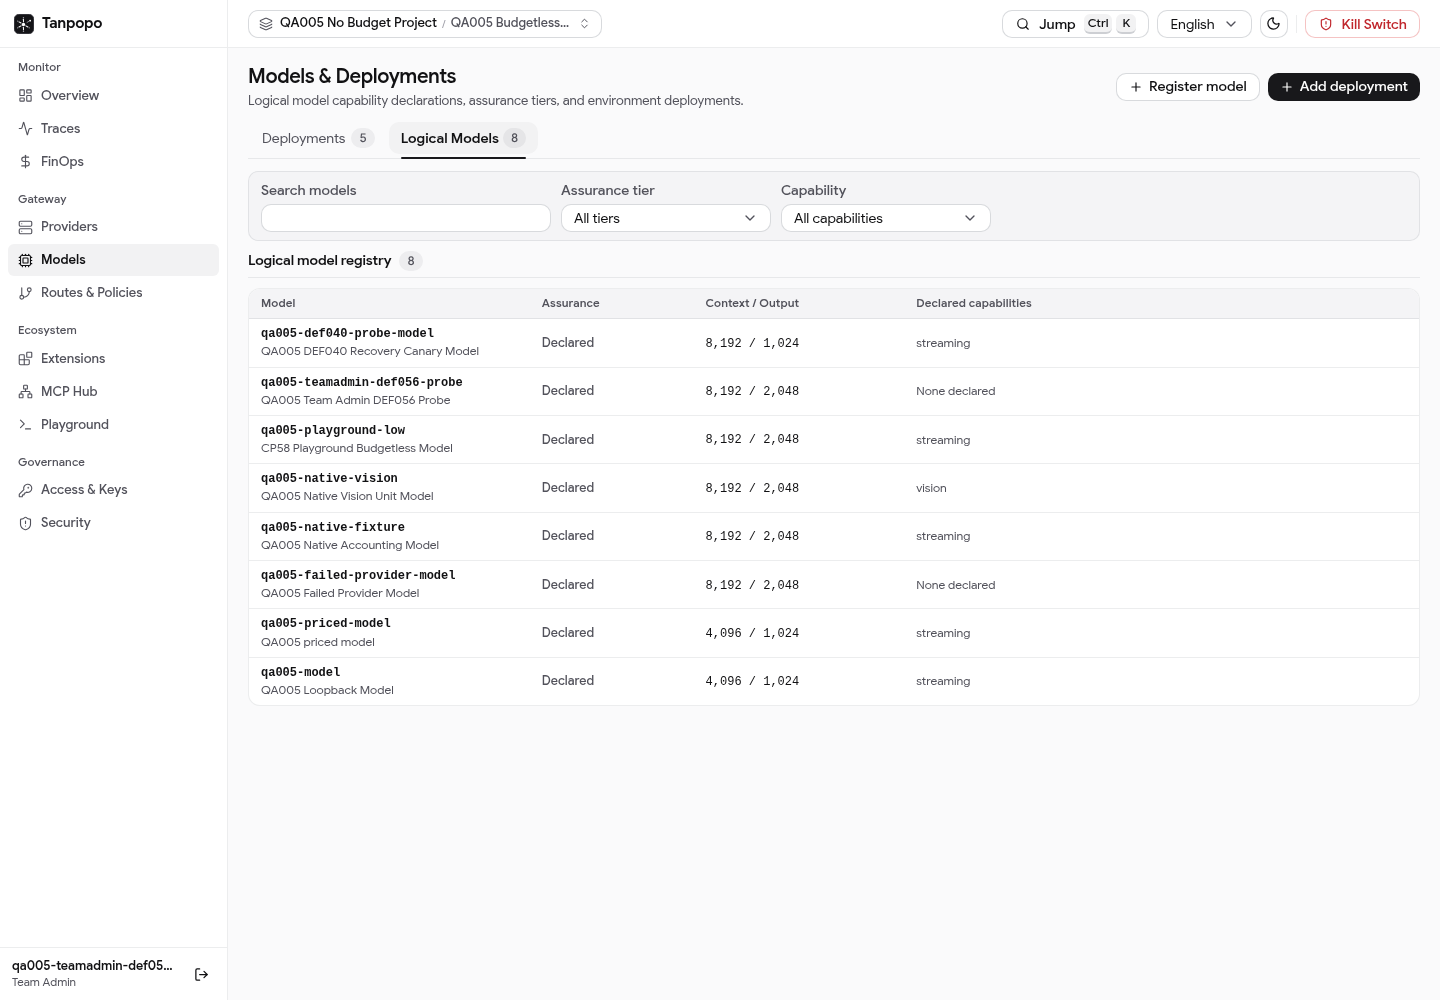 Tanpopo
QA005 No Budget Project / QA005 Budgetless...
Jump Ctrl K
English
Kill Switch
Monitor
Overview
Traces
FinOps
Gateway
Providers
Models
Routes & Policies
Ecosystem
Extensions
MCP Hub
Playground
Governance
Access & Keys
Security
qa005-teamadmin-def05...
Team Admin
Models & Deployments
Logical model capability declarations, assurance tiers, and environment deployments.
Register model
Add deployment
Deployments 5
Logical Models 8
Search models
Assurance tier
Capability
All tiers
All capabilities
Logical model registry 8
Model Assurance Context / Output Declared capabilities
qa005-def040-probe-model
QA005 DEF040 Recovery Canary Model
Declared 8,192 / 1,024 streaming
qa005-teamadmin-def056-probe
QA005 Team Admin DEF056 Probe
Declared 8,192 / 2,048 None declared
qa005-playground-low
CP58 Playground Budgetless Model
Declared 8,192 / 2,048 streaming
qa005-native-vision
QA005 Native Vision Unit Model
Declared 8,192 / 2,048 vision
qa005-native-fixture
QA005 Native Accounting Model
Declared 8,192 / 2,048 streaming
qa005-failed-provider-model
QA005 Failed Provider Model
Declared 8,192 / 2,048 None declared
qa005-priced-model
QA005 priced model
Declared 4,096 / 1,024 streaming
qa005-model
QA005 Loopback Model
Declared 4,096 / 1,024 streaming